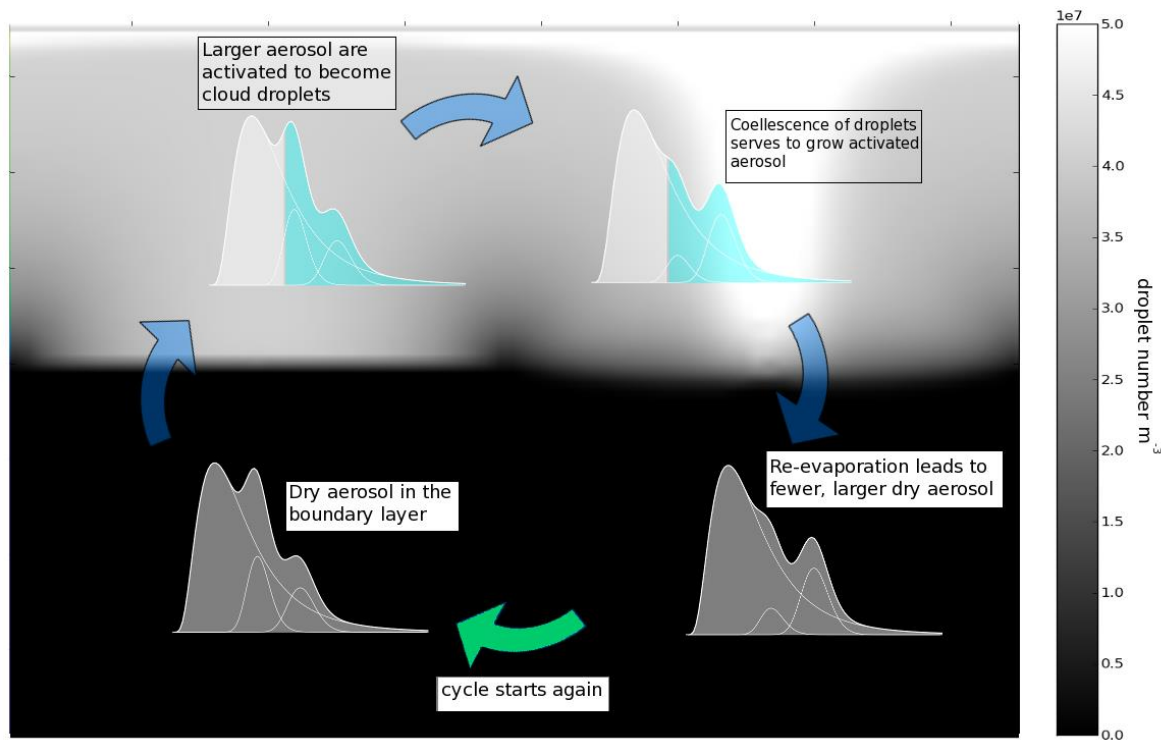 Larger aerosol are
activated to become
cloud droplets
Coellescence of droplets
serves to grow activated
aerosol
Dry aerosol in the
boundary layer
Re-evaporation leads to
fewer, larger dry aerosol
cycle starts again
1e7
5.0
4.5
4.0
3.5
3.0
2.5
2.0
1.5
1.0
0.5
0.0
droplet number m⁻³